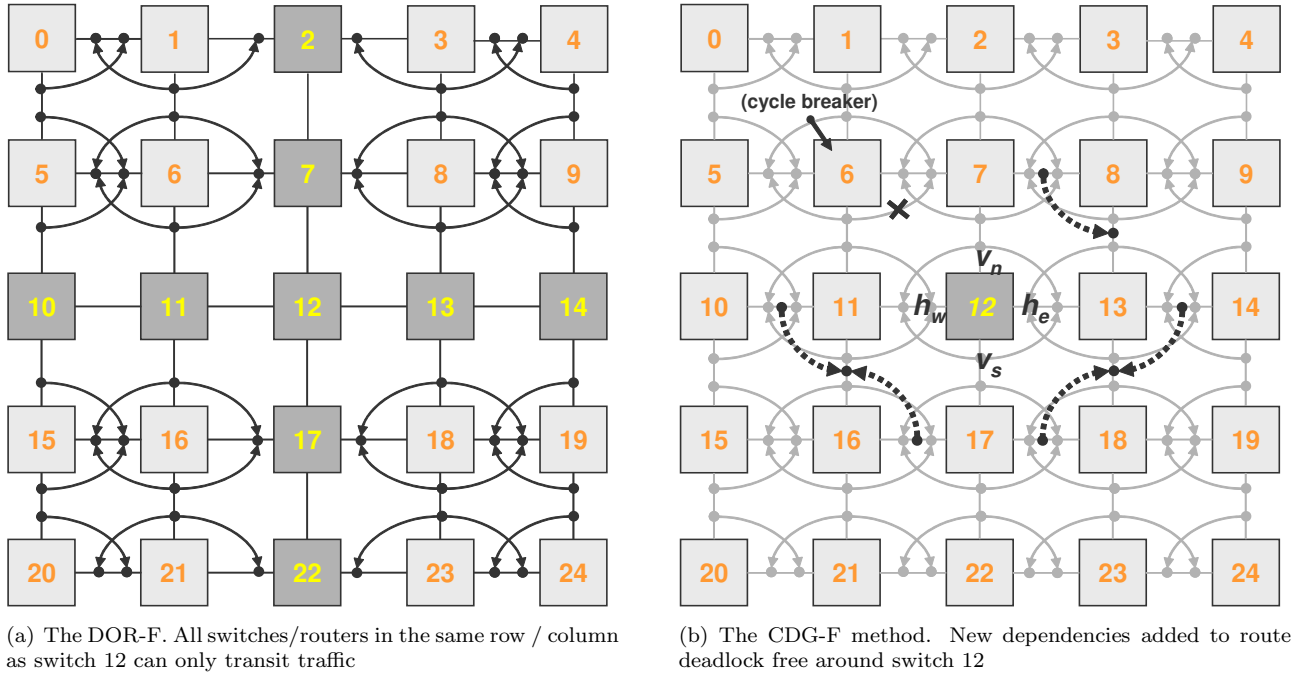 0 1 2 3 4
5 6 7 8 9
10 11 12 13 14
15 16 17 18 19
20 21 22 23 24
(a) The DOR-F. All switches/routers in the same row / column
as switch 12 can only transit traffic
0 1 2 3 4
(cycle breaker)
5 6 7 8 9
v_n
10 11 h_w 12 h_e 13 14
v_s
15 16 17 18 19
20 21 22 23 24
(b) The CDG-F method. New dependencies added to route
deadlock free around switch 12